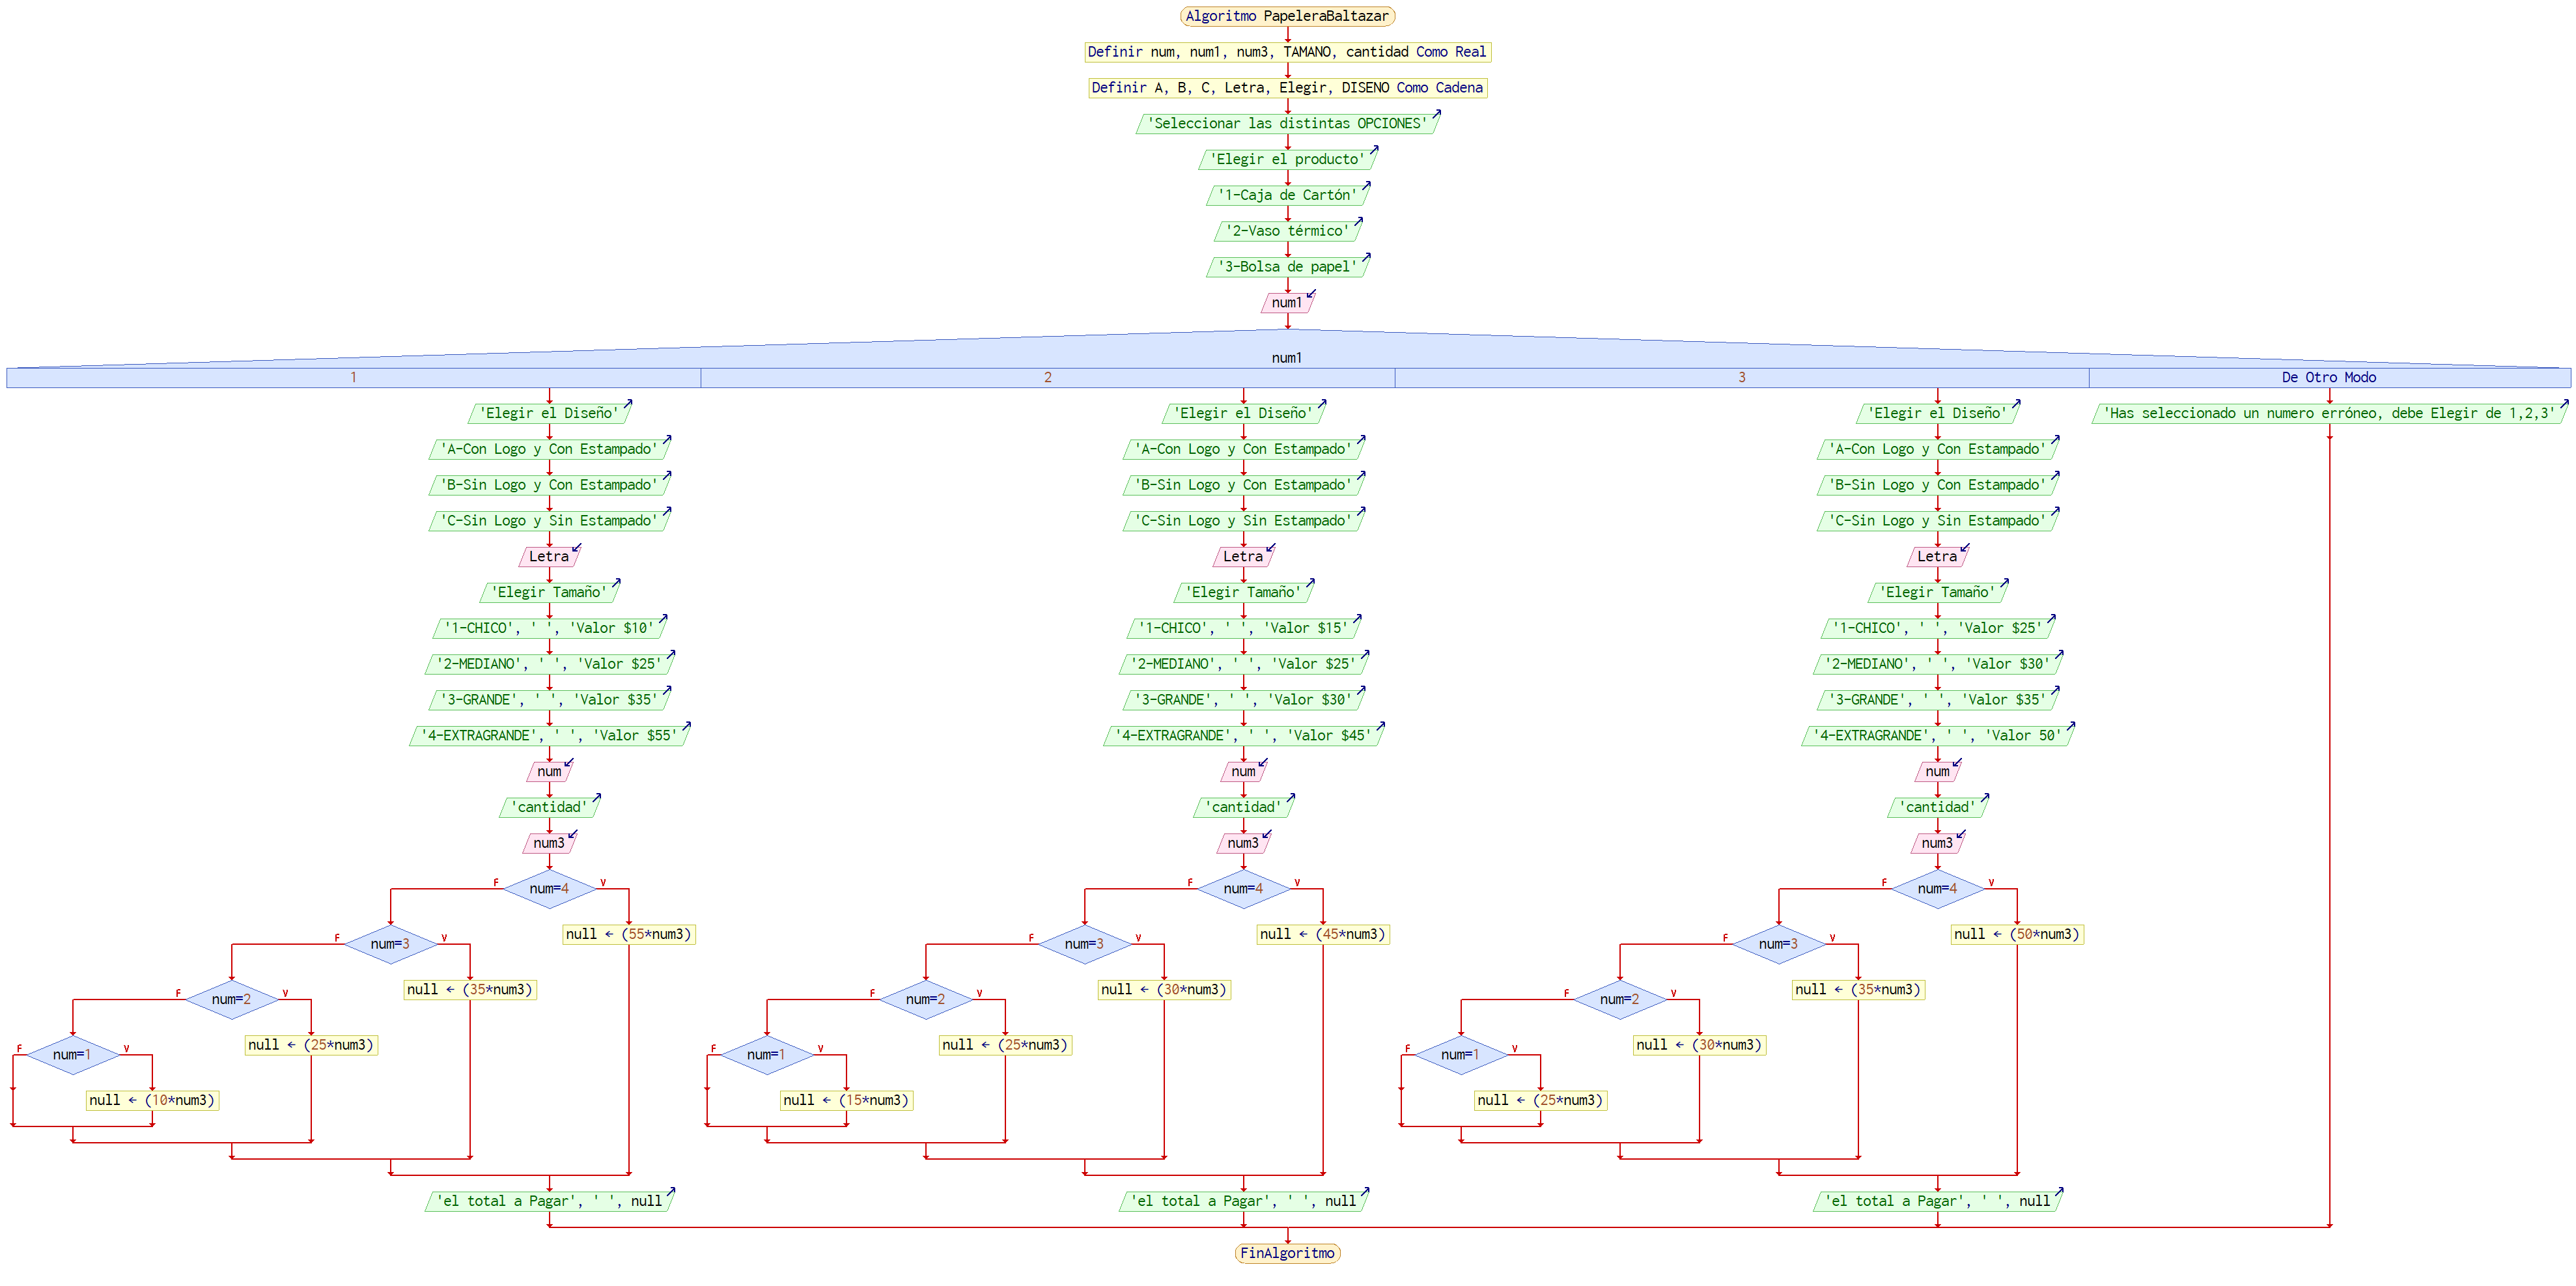 Algoritmo PapeleraBaltazar
Definir num, num1, num3, TAMANO, cantidad Como Real
Definir A, B, C, Letra, Elegir, DISENO Como Cadena
'Seleccionar las distintas OPCIONES'
'Elegir el producto'
'1-Caja de Cartón'
'2-Vaso térmico'
'3-Bolsa de papel'
num1
num1
1
'Elegir el Diseño'
'A-Con Logo y Con Estampado'
'B-Sin Logo y Con Estampado'
'C-Sin Logo y Sin Estampado'
Letra
'Elegir Tamaño'
'1-CHICO', ' ', 'Valor $10'
'2-MEDIANO', ' ', 'Valor $25'
'3-GRANDE', ' ', 'Valor $35'
'4-EXTRAGRANDE', ' ', 'Valor $55'
num
'cantidad'
num3
F num=4 V
null ← (55*num3)
F num=3 V
null ← (35*num3)
F num=2 V
null ← (25*num3)
F num=1 V
null ← (10*num3)
'el total a Pagar', ' ', null
2
'Elegir el Diseño'
'A-Con Logo y Con Estampado'
'B-Sin Logo y Con Estampado'
'C-Sin Logo y Sin Estampado'
Letra
'Elegir Tamaño'
'1-CHICO', ' ', 'Valor $15'
'2-MEDIANO', ' ', 'Valor $25'
'3-GRANDE', ' ', 'Valor $30'
'4-EXTRAGRANDE', ' ', 'Valor $45'
num
'cantidad'
num3
F num=4 V
null ← (45*num3)
F num=3 V
null ← (30*num3)
F num=2 V
null ← (25*num3)
F num=1 V
null ← (15*num3)
'el total a Pagar', ' ', null
3
'Elegir el Diseño'
'A-Con Logo y Con Estampado'
'B-Sin Logo y Con Estampado'
'C-Sin Logo y Sin Estampado'
Letra
'Elegir Tamaño'
'1-CHICO', ' ', 'Valor $25'
'2-MEDIANO', ' ', 'Valor $30'
'3-GRANDE', ' ', 'Valor $35'
'4-EXTRAGRANDE', ' ', 'Valor 50'
num
'cantidad'
num3
F num=4 V
null ← (50*num3)
F num=3 V
null ← (35*num3)
F num=2 V
null ← (30*num3)
F num=1 V
null ← (25*num3)
'el total a Pagar', ' ', null
De Otro Modo
'Has seleccionado un numero erróneo, debe Elegir de 1,2,3'
FinAlgoritmo